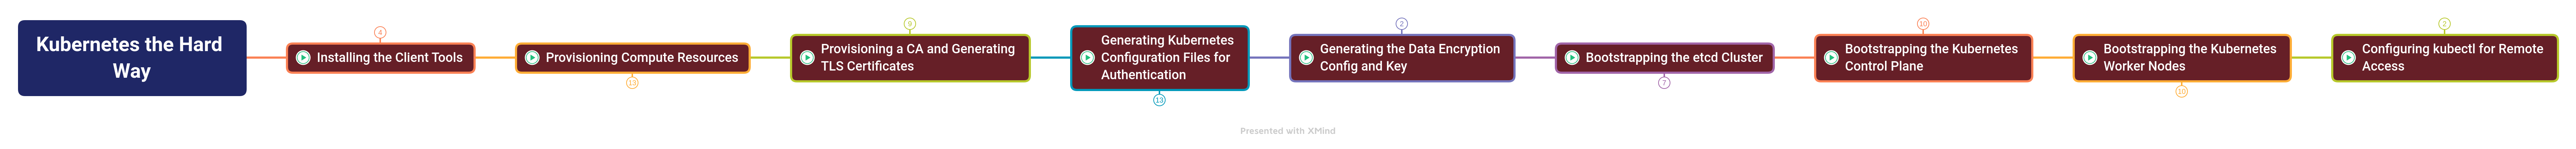 Kubernetes the Hard
Way
4
Installing the Client Tools
Provisioning Compute Resources
12
9
Provisioning a CA and Generating
TLS Certificates
Generating Kubernetes
Configuration Files for
Authentication
13
2
Generating the Data Encryption
Config and Key
Bootstrapping the etcd Cluster
7
10
Bootstrapping the Kubernetes
Control Plane
Bootstrapping the Kubernetes
Worker Nodes
10
2
Configuring kubectl for Remote
Access
Presented with XMind